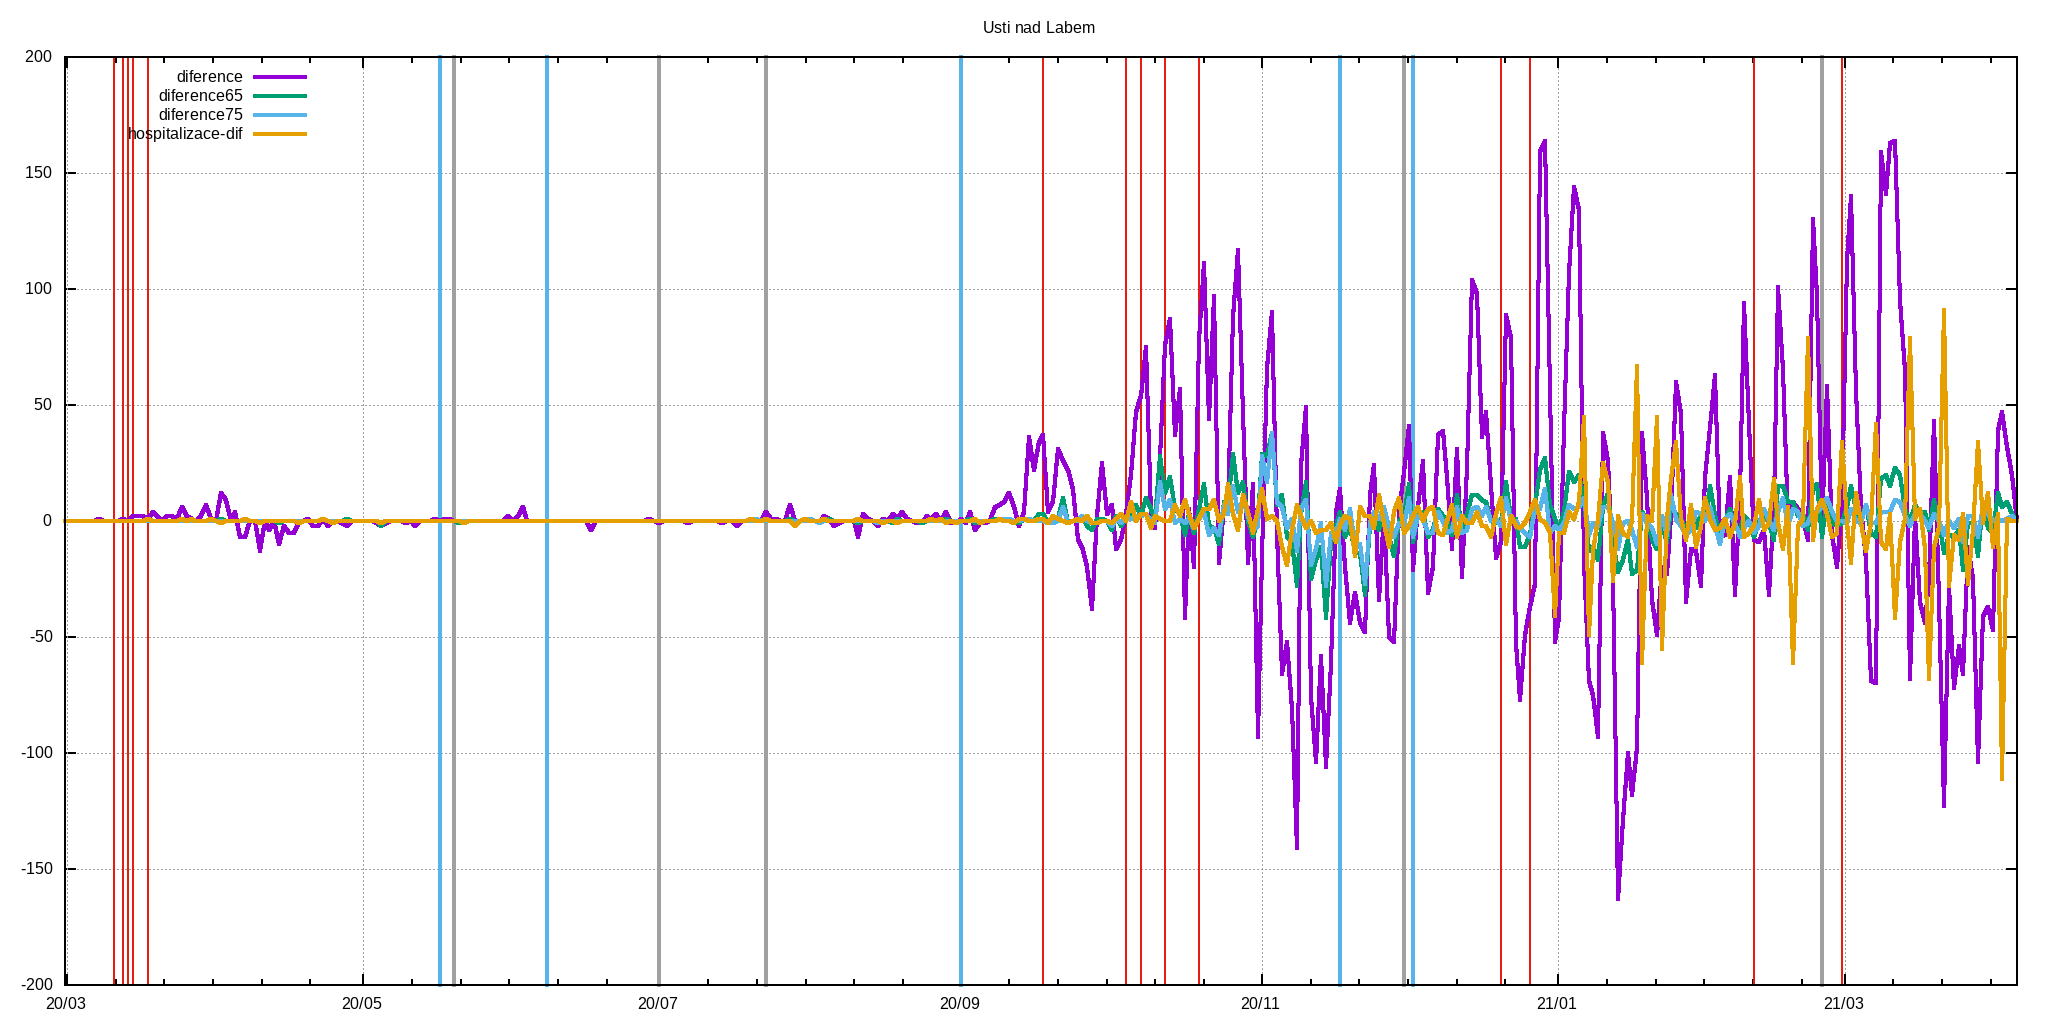 Usti nad Labem
200
diference
diference65
diference75
hospitalizace-dif
150
100
50
0
-50
-100
-150
-200
20/03 20/05 20/07 20/09 20/11 21/01 21/03